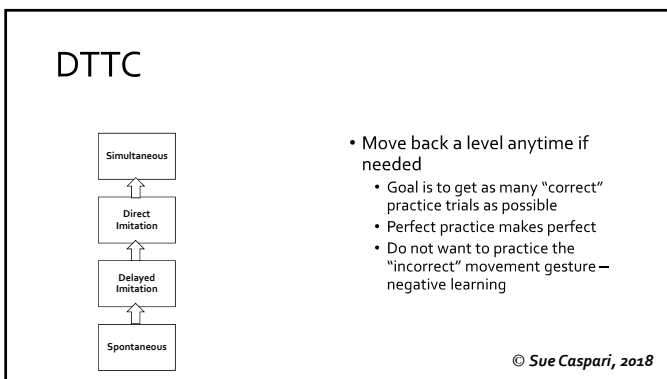 DTTC
Simultaneous
Direct
Imitation
Delayed
Imitation
Spontaneous
• Move back a level anytime if
needed
• Goal is to get as many “correct”
practice trials as possible
• Perfect practice makes perfect
• Do not want to practice the
“incorrect” movement gesture –
negative learning
© Sue Caspari, 2018